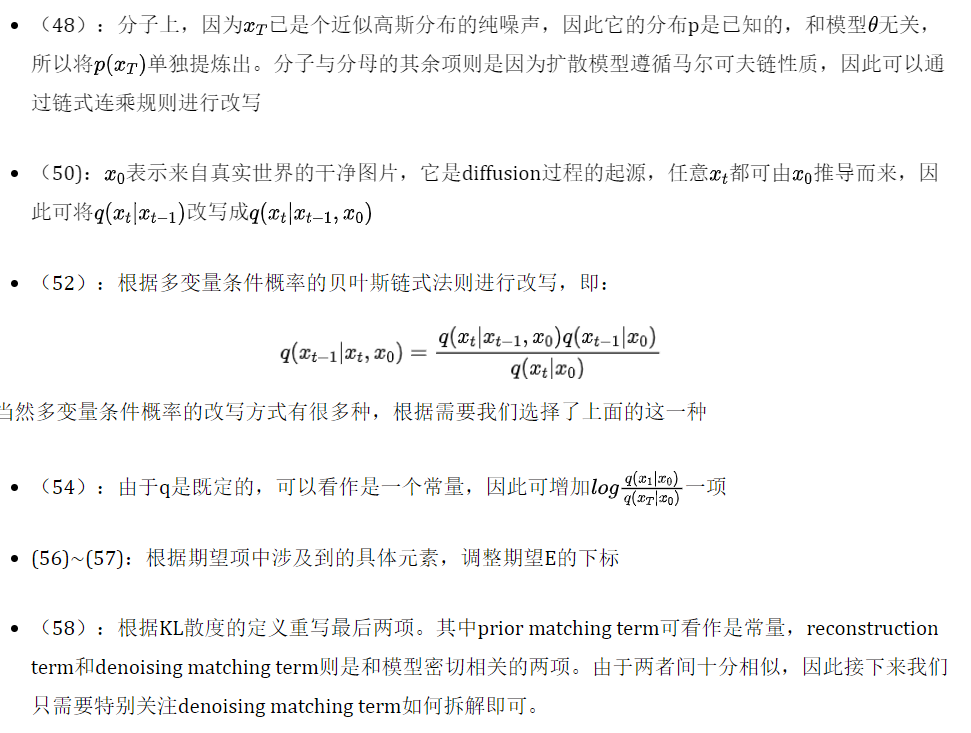 • （48）：分子上，因为$x_T$已是个近似高斯分布的纯噪声，因此它的分布p是已知的，和模型$\theta$无关，
所以将$p(x_T)$单独提炼出。分子与分母的其余项则是因为扩散模型遵循马尔可夫链性质，因此可以通
过链式连乘规则进行改写
• （50)：$x_0$表示来自真实世界的干净图片，它是diffusion过程的起源，任意$x_t$都可由$x_0$推导而来，因
此可将$q(x_t|x_{t-1})$改写成$q(x_t|x_{t-1}, x_0)$
• （52）：根据多变量条件概率的贝叶斯链式法则进行改写，即：
$q(x_{t-1}|x_t, x_0) = \frac{q(x_t|x_{t-1}, x_0)q(x_{t-1}|x_0)}{q(x_t|x_0)}$
当然多变量条件概率的改写方式有很多种，根据需要我们选择了上面的这一种
• （54）：由于q是既定的，可以看作是一个常量，因此可增加$log\frac{q(x_1|x_0)}{q(x_T|x_0)}$一项
• (56)~(57)：根据期望项中涉及到的具体元素，调整期望E的下标
• （58）：根据KL散度的定义重写最后两项。其中prior matching term可看作是常量，reconstruction
term和denoising matching term则是和模型密切相关的两项。由于两者间十分相似，因此接下来我们
只需要特别关注denoising matching term如何拆解即可。